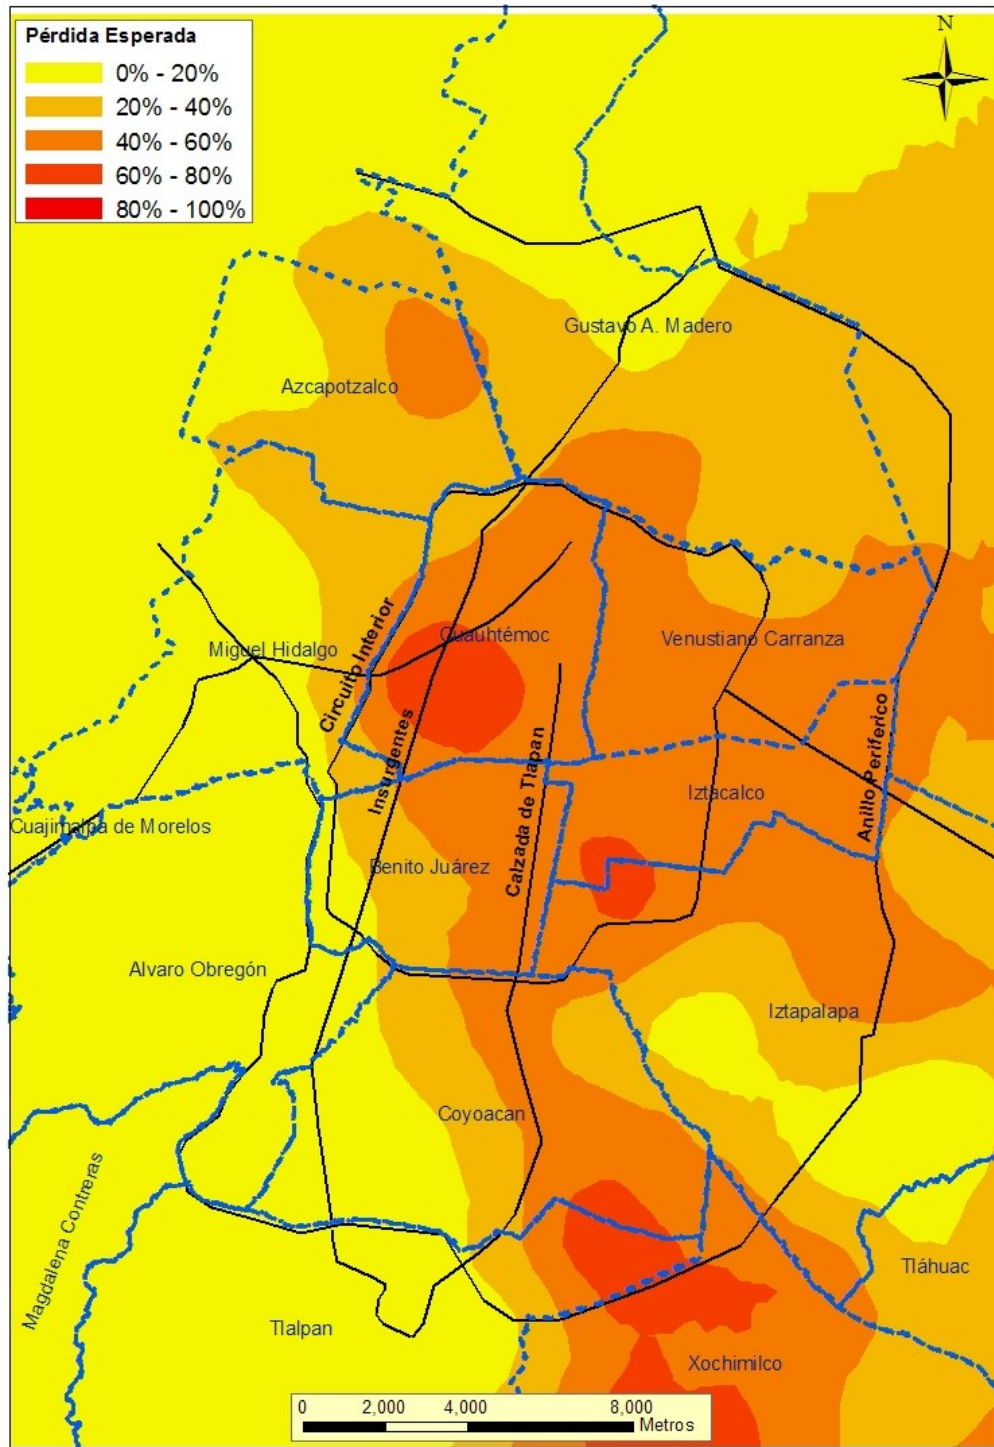 Pérdida Esperada
0% - 20%
20% - 40%
40% - 60%
60% - 80%
80% - 100%
N
Gustavo A. Madero
Azcapotzalco
Circuito Interior
Cuauhtémoc
Venustiano Carranza
Miguel Hidalgo
Insurgentes
Calzada de Tlalpan
Anillo Periferico
Iztacalco
Cuajimalpa de Morelos
Benito Juárez
Alvaro Obregón
Iztapalapa
Coyoacan
Magdalena Contreras
Tláhuac
Tlalpan
Xochimilco
0 2,000 4,000 8,000
Metros